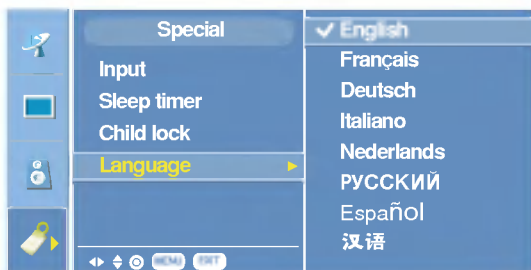 Special
Input
Sleep timer
Child lock
Language
MENU EXIT
English
Français
Deutsch
Italiano
Nederlands
РУССКИЙ
Español
汉语